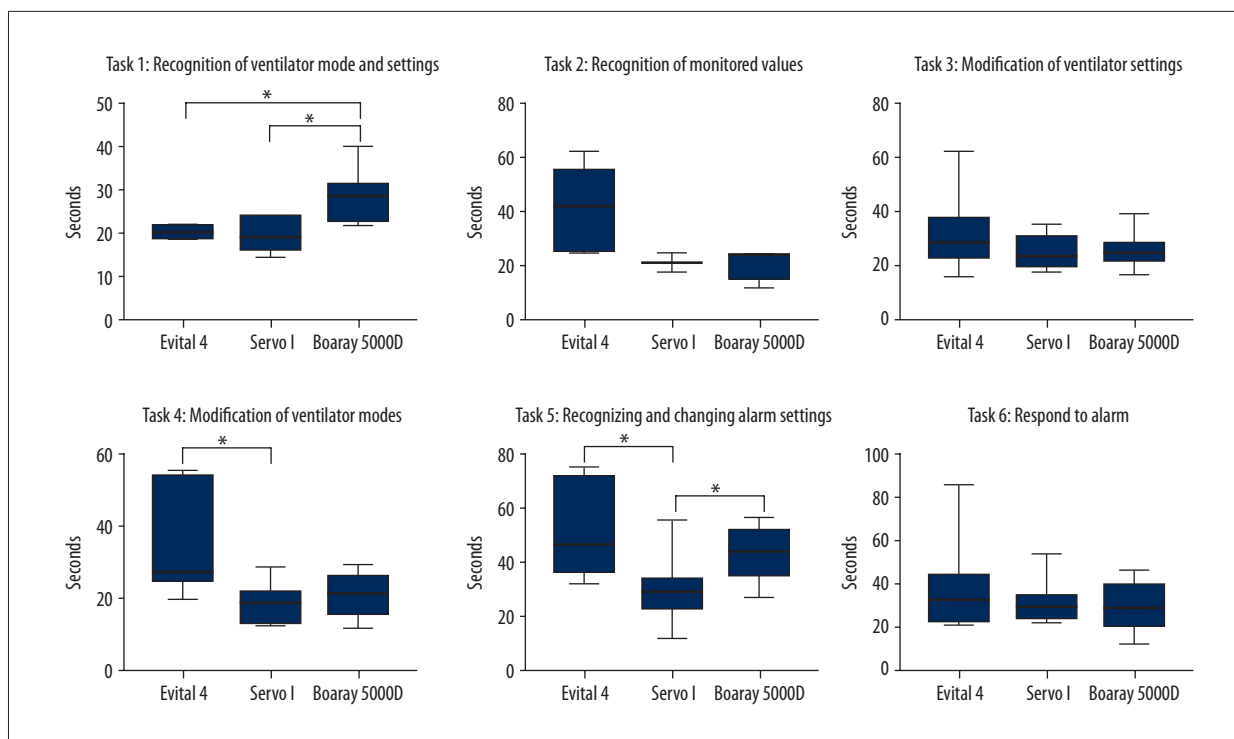 Task 1: Recognition of ventilator mode and settings
*
*
50
40
30
20
10
0
Seconds
Evital 4 Servo I Boaray 5000D
Task 2: Recognition of monitored values
80
60
40
20
0
Seconds
Evital 4 Servo I Boaray 5000D
Task 3: Modification of ventilator settings
80
60
40
20
0
Seconds
Evital 4 Servo I Boaray 5000D
Task 4: Modification of ventilator modes
*
60
40
20
0
Seconds
Evital 4 Servo I Boaray 5000D
Task 5: Recognizing and changing alarm settings
*
*
80
60
40
20
0
Seconds
Evital 4 Servo I Boaray 5000D
Task 6: Respond to alarm
100
80
60
40
20
0
Seconds
Evital 4 Servo I Boaray 5000D